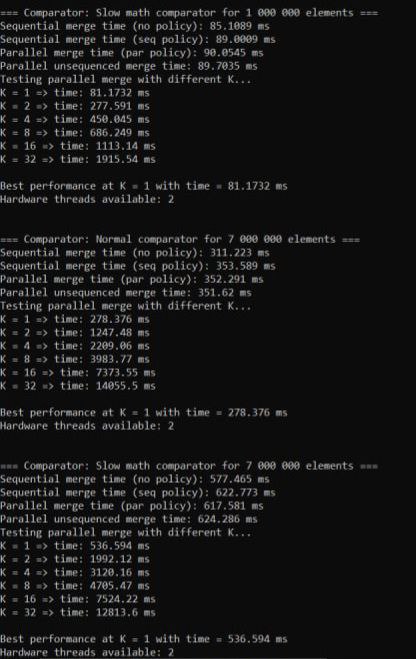 === Comparator: Slow math comparator for 1 000 000 elements ===
Sequential merge time (no policy): 85.1089 ms
Sequential merge time (seq policy): 89.0009 ms
Parallel merge time (par policy): 90.0545 ms
Parallel unsequenced merge time: 89.7035 ms
Testing parallel merge with different K...
K = 1 => time: 81.1732 ms
K = 2 => time: 277.591 ms
K = 4 => time: 450.045 ms
K = 8 => time: 686.249 ms
K = 16 => time: 1113.14 ms
K = 32 => time: 1915.54 ms
Best performance at K = 1 with time = 81.1732 ms
Hardware threads available: 2
=== Comparator: Normal comparator for 7 000 000 elements ===
Sequential merge time (no policy): 311.223 ms
Sequential merge time (seq policy): 353.589 ms
Parallel merge time (par policy): 352.291 ms
Parallel unsequenced merge time: 351.62 ms
Testing parallel merge with different K...
K = 1 => time: 278.376 ms
K = 2 => time: 1247.48 ms
K = 4 => time: 2209.06 ms
K = 8 => time: 3983.77 ms
K = 16 => time: 7373.55 ms
K = 32 => time: 14055.5 ms
Best performance at K = 1 with time = 278.376 ms
Hardware threads available: 2
=== Comparator: Slow math comparator for 7 000 000 elements ===
Sequential merge time (no policy): 577.465 ms
Sequential merge time (seq policy): 622.773 ms
Parallel merge time (par policy): 617.581 ms
Parallel unsequenced merge time: 624.286 ms
Testing parallel merge with different K...
K = 1 => time: 536.594 ms
K = 2 => time: 1992.12 ms
K = 4 => time: 3120.16 ms
K = 8 => time: 4705.47 ms
K = 16 => time: 7524.22 ms
K = 32 => time: 12813.6 ms
Best performance at K = 1 with time = 536.594 ms
Hardware threads available: 2